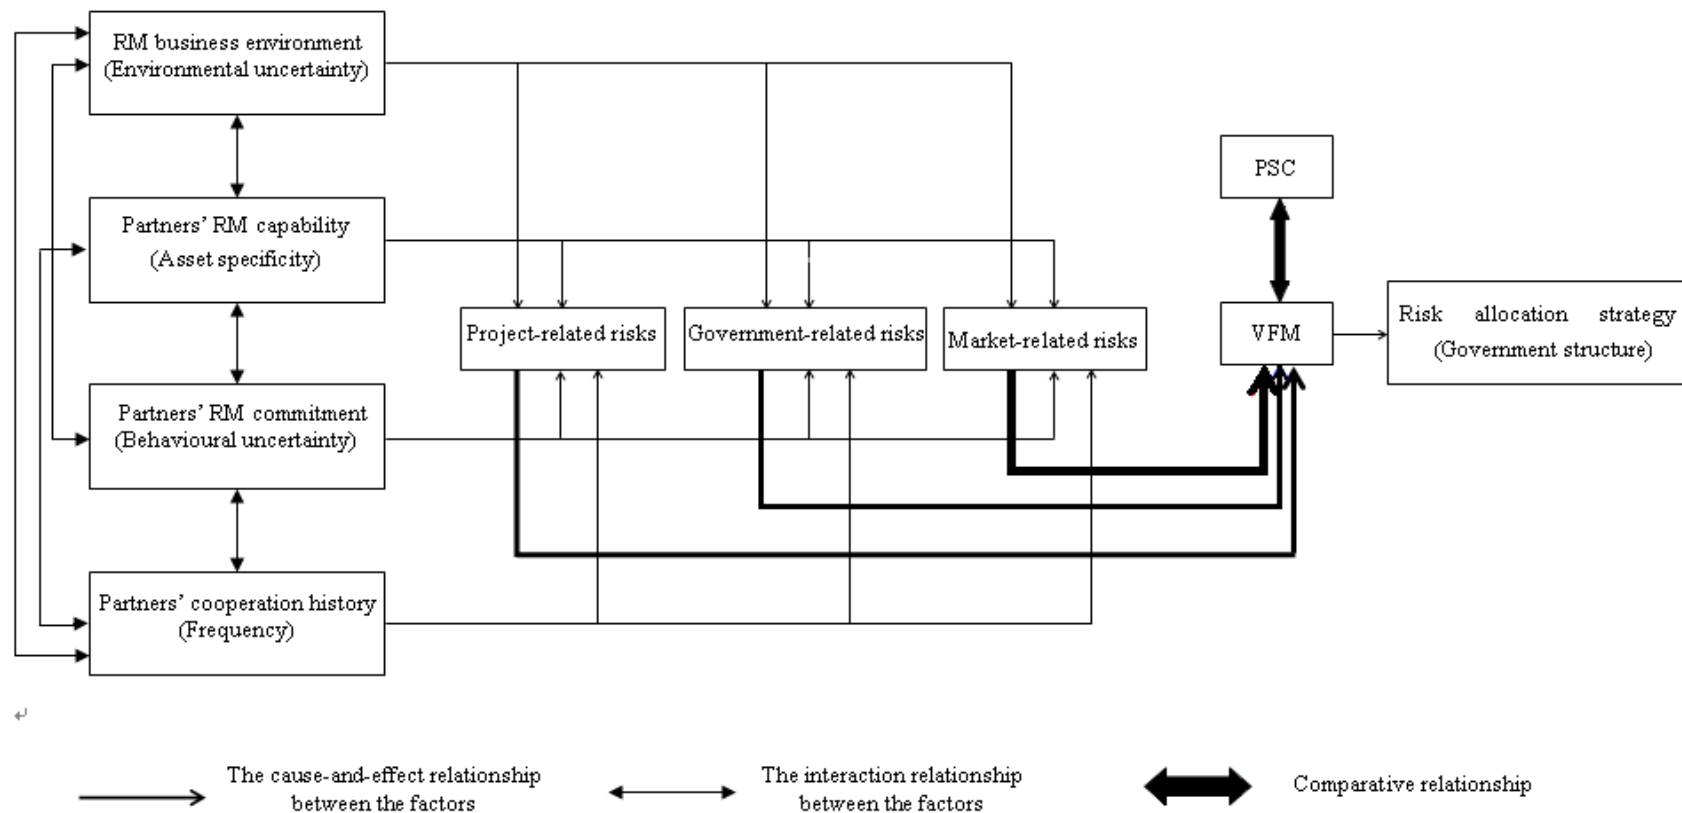 RM business environment
(Environmental uncertainty)
PSC
Partners’ RM capability
(Asset specificity)
Project-related risks
Government-related risks
Market-related risks
VFM
Risk allocation strategy
(Government structure)
Partners’ RM commitment
(Behavioural uncertainty)
Partners’ cooperation history
(Frequency)
The cause-and-effect relationship
between the factors
The interaction relationship
between the factors
Comparative relationship